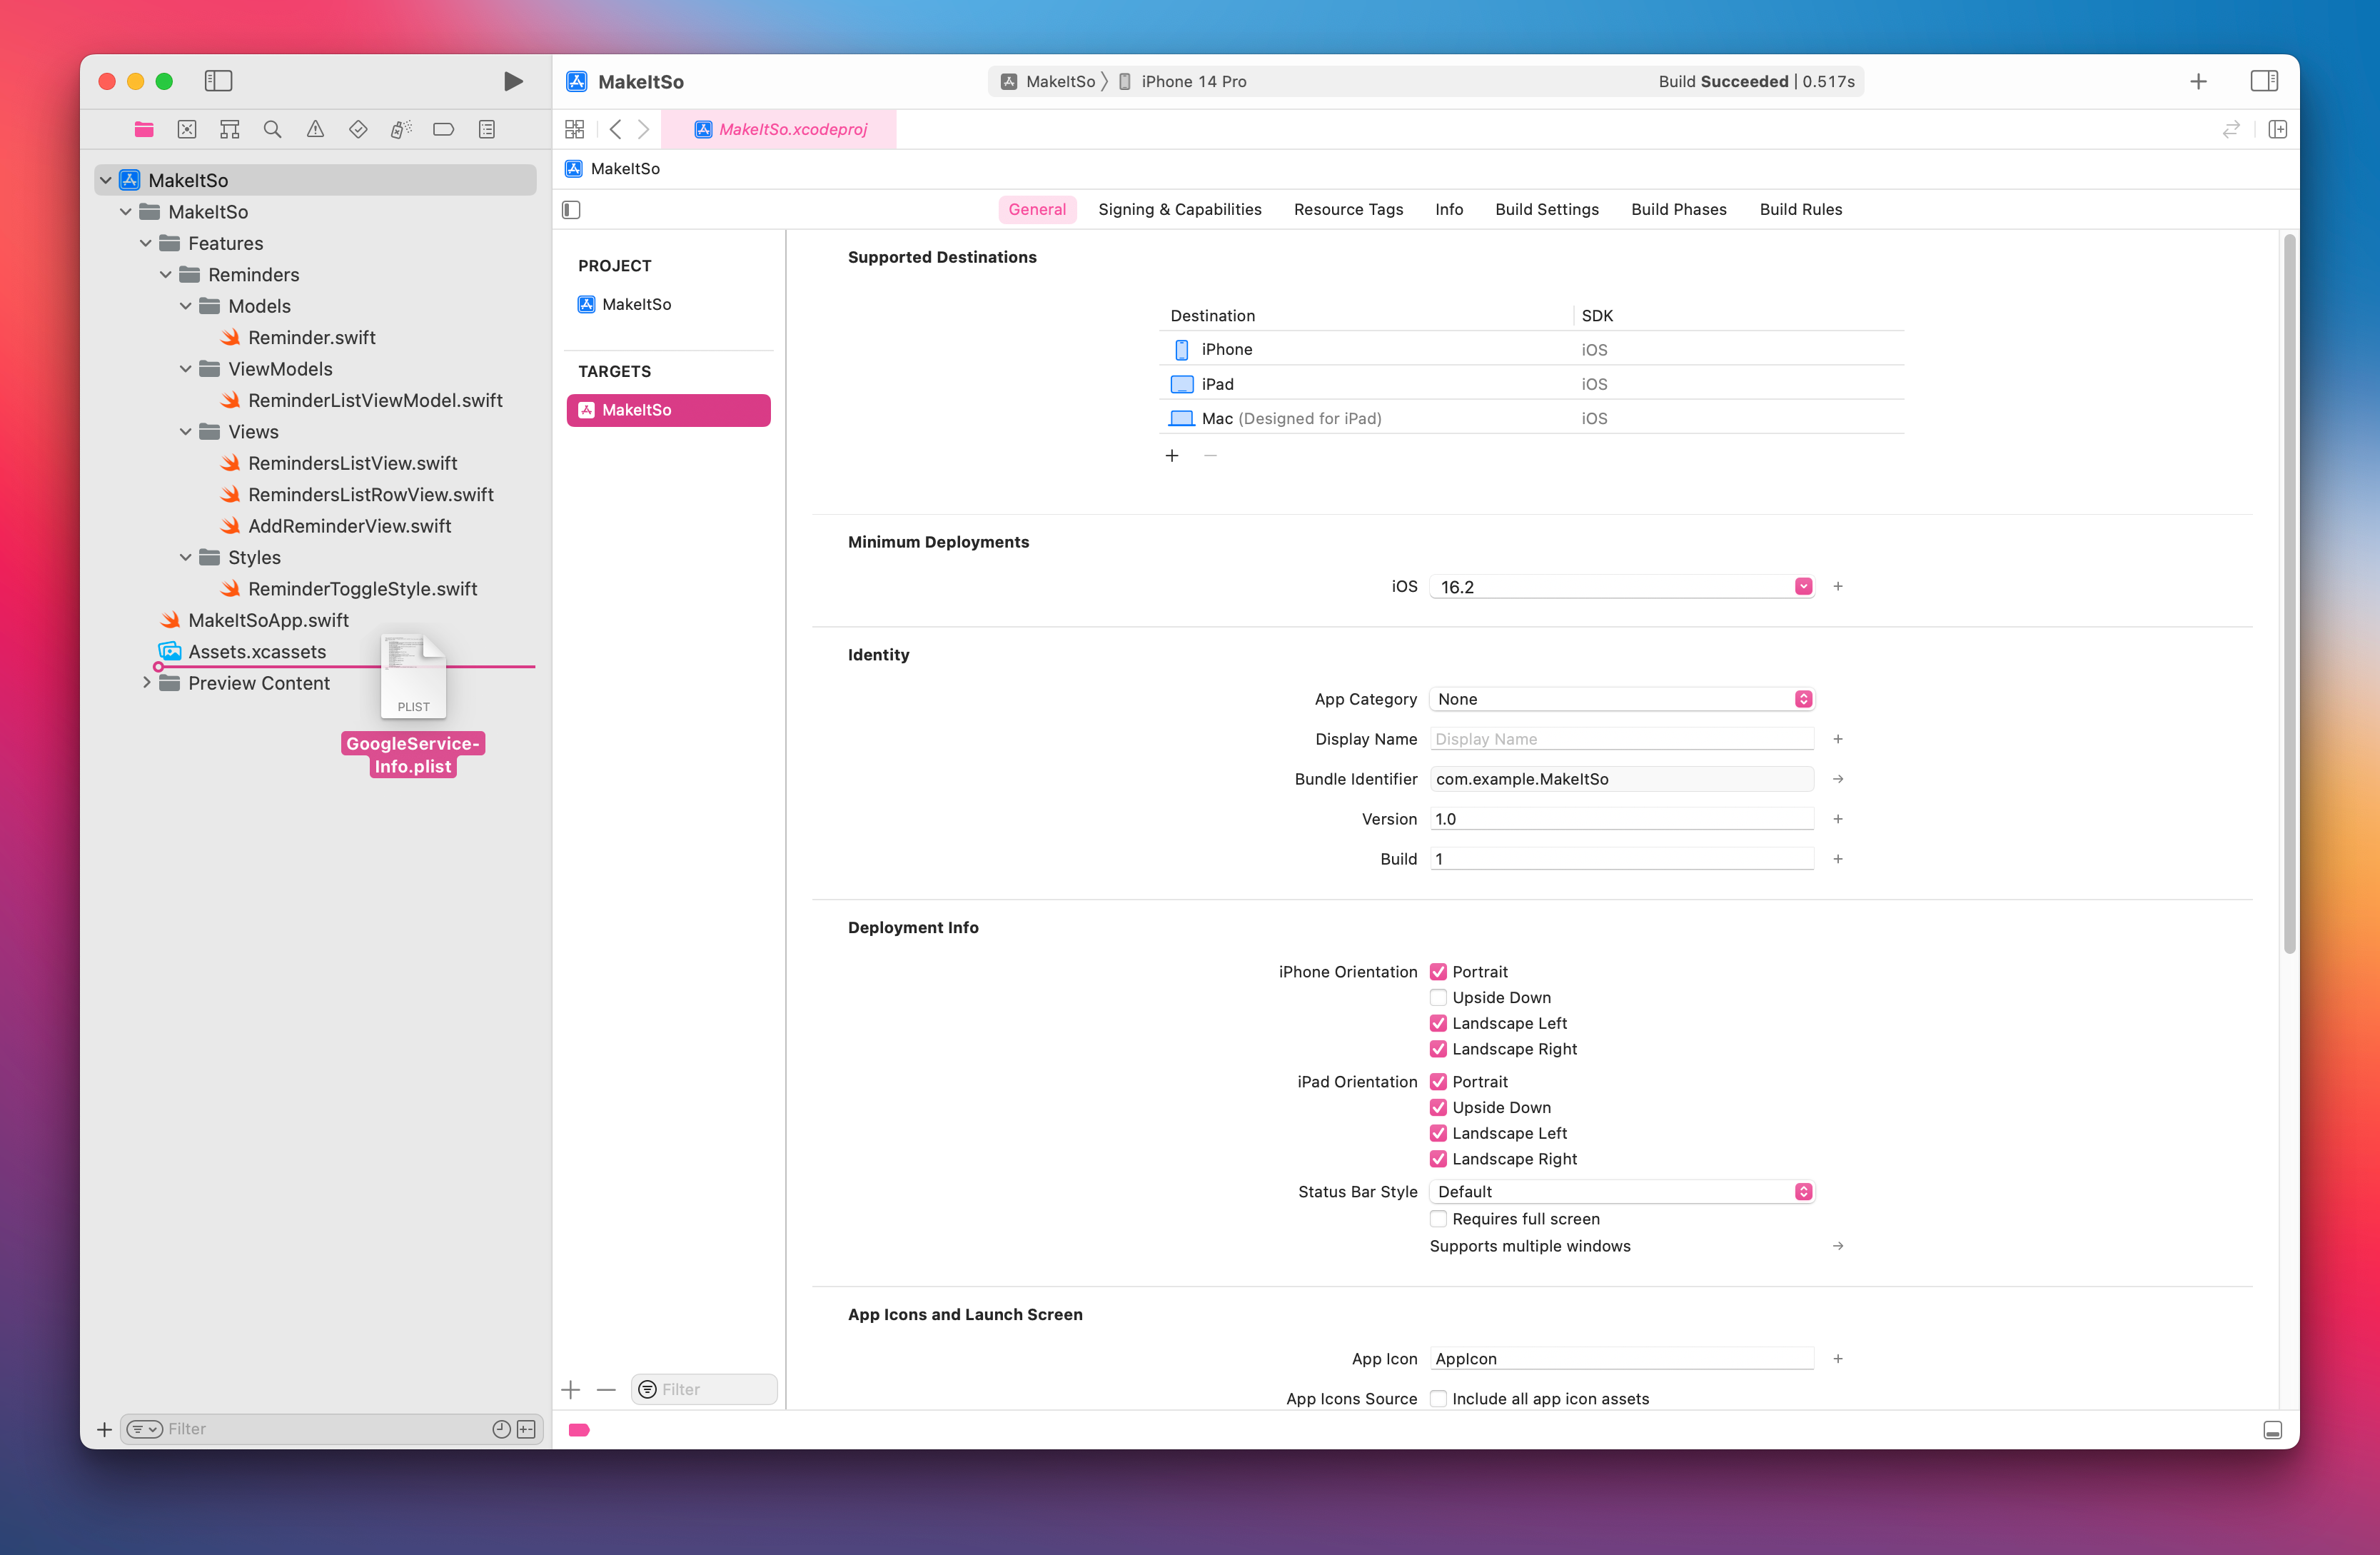 MakeItSo
MakeItSo
iPhone 14 Pro
Build Succeeded | 0.517s
MakeItSo.xcodeproj
MakeItSo
MakeItSo
MakeItSo
Features
Reminders
Models
Reminder.swift
ViewModels
ReminderListViewModel.swift
Views
RemindersListView.swift
RemindersListRowView.swift
AddReminderView.swift
Styles
ReminderToggleStyle.swift
MakeItSoApp.swift
Assets.xcassets
Preview Content
PLIST
GoogleService-
Info.plist
Filter
General
Signing & Capabilities
Resource Tags
Info
Build Settings
Build Phases
Build Rules
PROJECT
MakeItSo
TARGETS
MakeItSo
Filter
Supported Destinations
Destination SDK
iPhone iOS
iPad iOS
Mac (Designed for iPad) iOS
Minimum Deployments
iOS 16.2
Identity
App Category None
Display Name Display Name
Bundle Identifier com.example.MakeItSo
Version 1.0
Build 1
Deployment Info
iPhone Orientation Portrait
Upside Down
Landscape Left
Landscape Right
iPad Orientation Portrait
Upside Down
Landscape Left
Landscape Right
Status Bar Style Default
Requires full screen
Supports multiple windows
App Icons and Launch Screen
App Icon AppIcon
App Icons Source Include all app icon assets